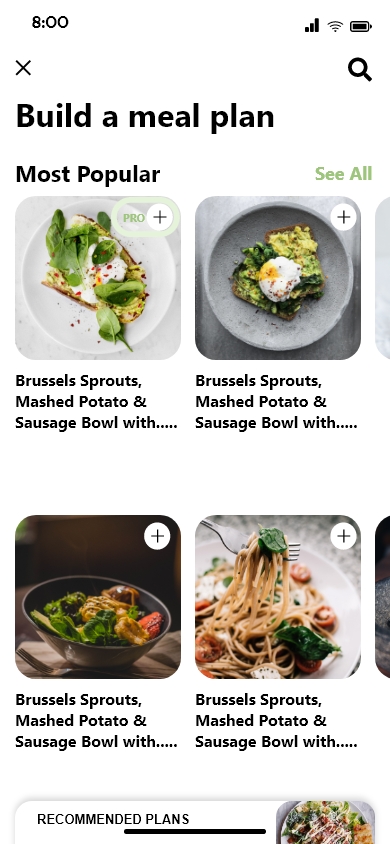 8:00
Build a meal plan
Most Popular
See All
PRO
Brussels Sprouts,
Mashed Potato &
Sausage Bowl with.....
Brussels Sprouts,
Mashed Potato &
Sausage Bowl with.....
Brussels Sprouts,
Mashed Potato &
Sausage Bowl with.....
Brussels Sprouts,
Mashed Potato &
Sausage Bowl with.....
RECOMMENDED PLANS